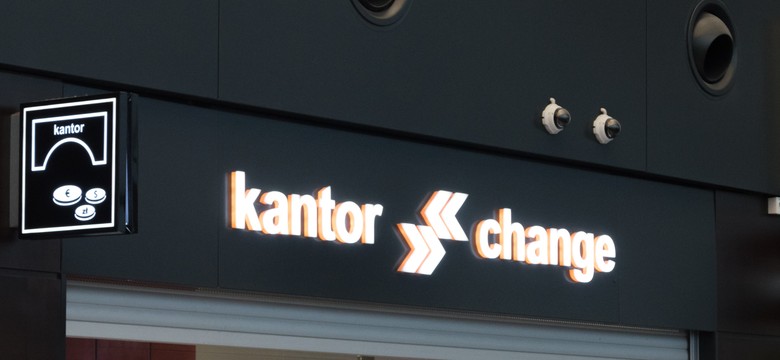 kantor
€ $
zł
kantor change